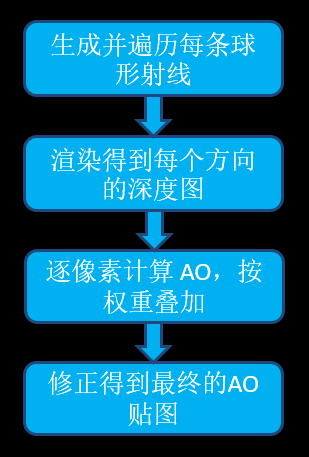 生成并遍历每条球
形射线
渲染得到每个方向
的深度图
逐像素计算 AO，按
权重叠加
修正得到最终的AO
贴图